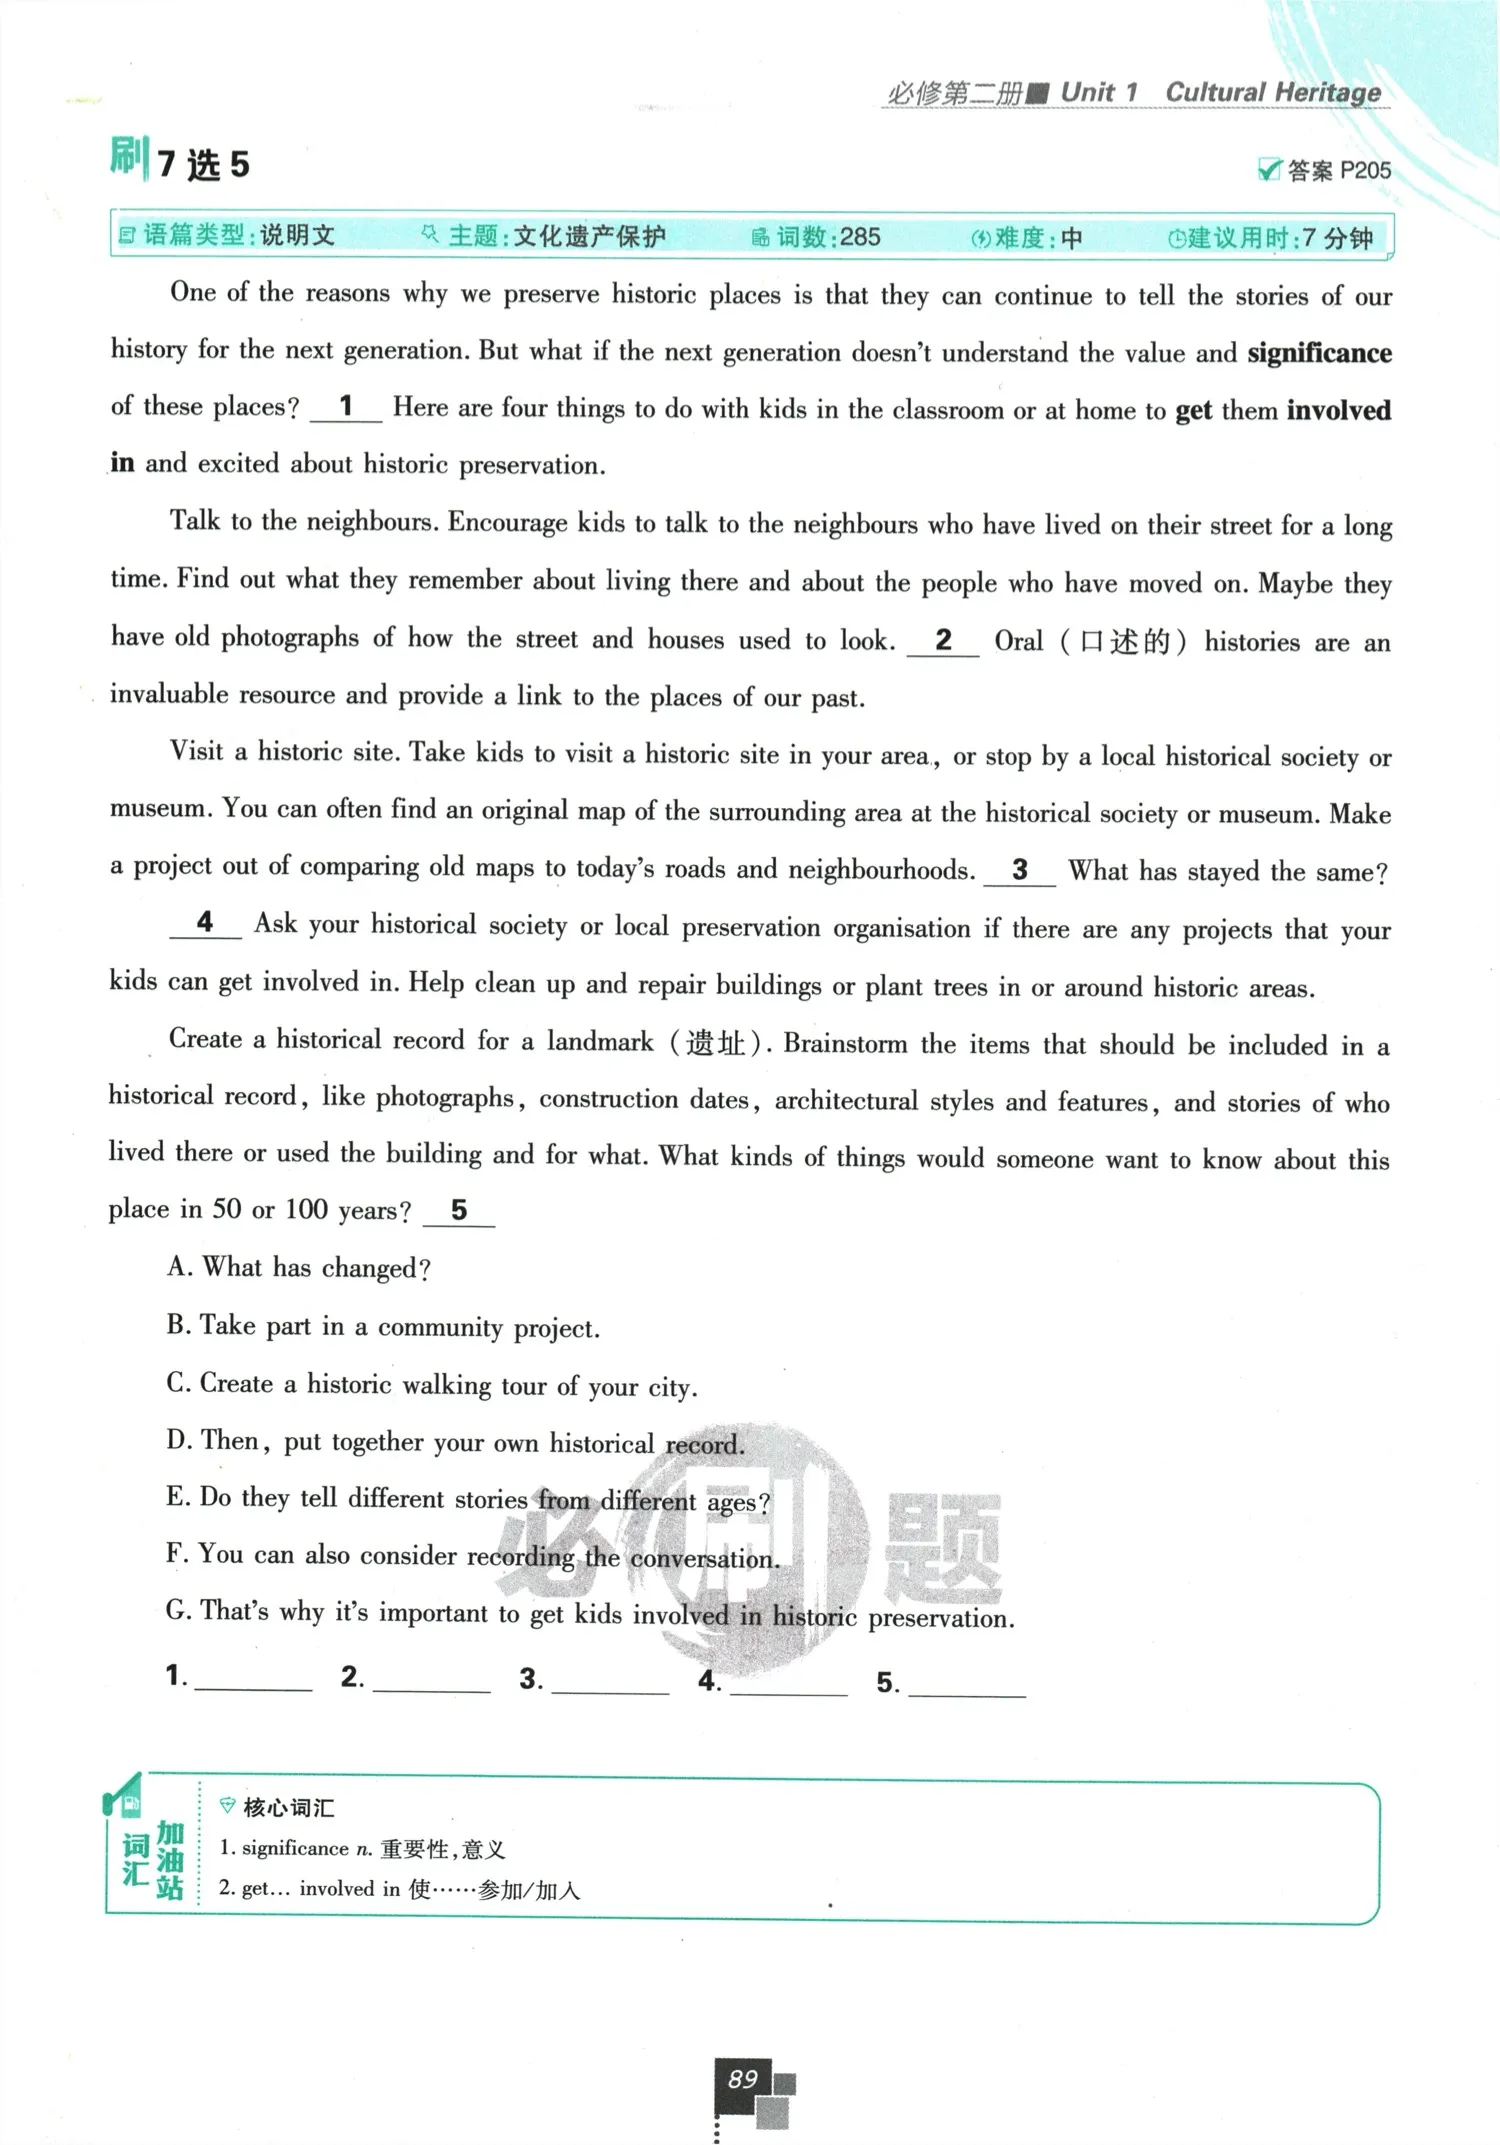 必修第二册 Unit 1 Cultural Heritage
刷 7 选 5
答案 P205
语篇类型:说明文 主题:文化遗产保护 词数:285 难度:中 建议用时:7 分钟
One of the reasons why we preserve historic places is that they can continue to tell the stories of our
history for the next generation. But what if the next generation doesn't understand the value and significance
of these places? 1 Here are four things to do with kids in the classroom or at home to get them involved
in and excited about historic preservation.
Talk to the neighbours. Encourage kids to talk to the neighbours who have lived on their street for a long
time. Find out what they remember about living there and about the people who have moved on. Maybe they
have old photographs of how the street and houses used to look. 2 Oral (口述的) histories are an
invaluable resource and provide a link to the places of our past.
Visit a historic site. Take kids to visit a historic site in your area, or stop by a local historical society or
museum. You can often find an original map of the surrounding area at the historical society or museum. Make
a project out of comparing old maps to today's roads and neighbourhoods. 3 What has stayed the same?
4 Ask your historical society or local preservation organisation if there are any projects that your
kids can get involved in. Help clean up and repair buildings or plant trees in or around historic areas.
Create a historical record for a landmark (遗址). Brainstorm the items that should be included in a
historical record, like photographs, construction dates, architectural styles and features, and stories of who
lived there or used the building and for what. What kinds of things would someone want to know about this
place in 50 or 100 years? 5
A. What has changed?
B. Take part in a community project.
C. Create a historic walking tour of your city.
D. Then, put together your own historical record.
E. Do they tell different stories from different ages?
F. You can also consider recording the conversation.
G. That's why it's important to get kids involved in historic preservation.
必刷题
1. 2. 3. 4. 5.
词汇加油站
核心词汇
1. significance n. 重要性,意义
2. get... involved in 使……参加/加入
89